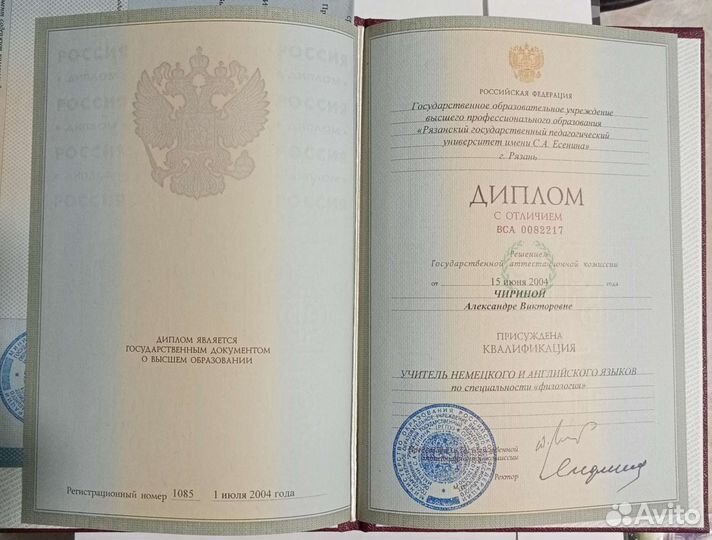 РОССИЯ
РОССИЯ
РОССИЯ
РОССИЯ
РОССИЯ
ДИПЛОМ ЯВЛЯЕТСЯ
ГОСУДАРСТВЕННЫМ ДОКУМЕНТОМ
О ВЫСШЕМ ОБРАЗОВАНИИ
Регистрационный номер 1085 1 июля 2004 года
РОССИЙСКАЯ ФЕДЕРАЦИЯ
Государственное образовательное учреждение
высшего профессионального образования
«Рязанский государственный педагогический
университет имени С.А. Есенина»
г. Рязань
ДИПЛОМ
С ОТЛИЧИЕМ
ВСА 0082217
Решением
Государственной аттестационной комиссии
от 15 июня 2004 года
ЧИРИНОЙ
Александре Викторовне
ПРИСУЖДЕНА
КВАЛИФИКАЦИЯ
УЧИТЕЛЬ НЕМЕЦКОГО И АНГЛИЙСКОГО ЯЗЫКОВ
по специальности «филология»
Ректор
Avito